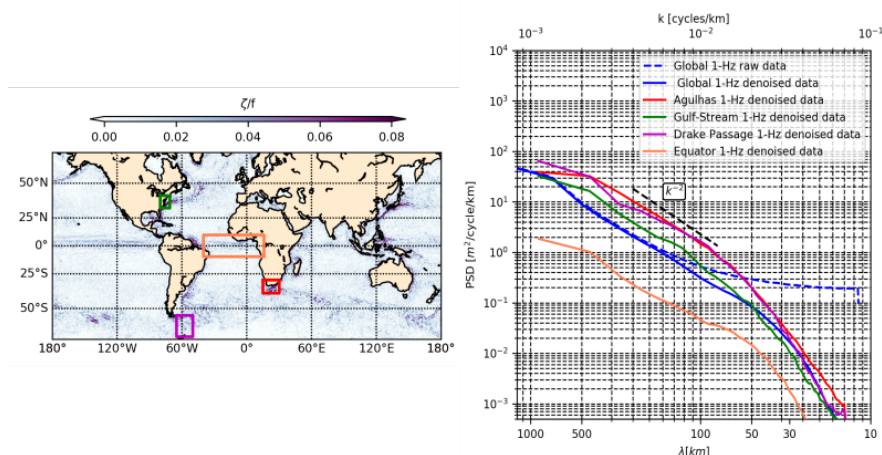 ζ/f
0.00 0.02 0.04 0.06 0.08
50°N
25°N
0°
25°S
50°S
180° 120°W 60°W 0° 60°E 120°E 180°
k [cycles/km]
10⁻³ 10⁻² 10⁻¹
PSD [m²/cycle/km]
10⁴
10³
10²
10¹
10⁰
10⁻¹
10⁻²
10⁻³
Global 1-Hz raw data
Global 1-Hz denoised data
Agulhas 1-Hz denoised data
Gulf-Stream 1-Hz denoised data
Drake Passage 1-Hz denoised data
Equator 1-Hz denoised data
k⁻²
1000 500 100 50 30 10
λ[km]